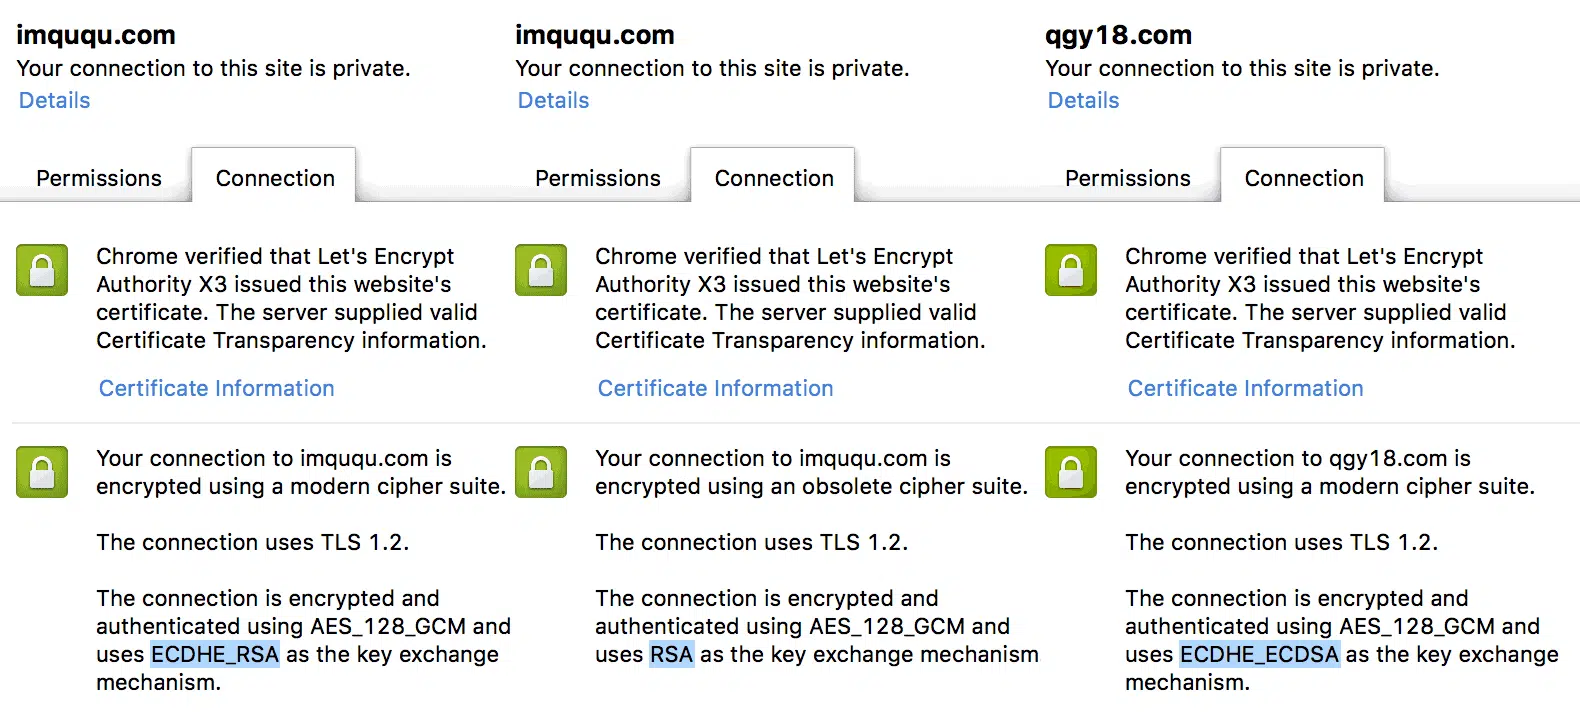 imququ.com
Your connection to this site is private.
Details
Permissions
Connection
Chrome verified that Let's Encrypt
Authority X3 issued this website's
certificate. The server supplied valid
Certificate Transparency information.
Certificate Information
Your connection to imququ.com is
encrypted using a modern cipher suite.
The connection uses TLS 1.2.
The connection is encrypted and
authenticated using AES_128_GCM and
uses ECDHE_RSA as the key exchange
mechanism.
imququ.com
Your connection to this site is private.
Details
Permissions
Connection
Chrome verified that Let's Encrypt
Authority X3 issued this website's
certificate. The server supplied valid
Certificate Transparency information.
Certificate Information
Your connection to imququ.com is
encrypted using an obsolete cipher suite.
The connection uses TLS 1.2.
The connection is encrypted and
authenticated using AES_128_GCM and
uses RSA as the key exchange mechanism
qgy18.com
Your connection to this site is private.
Details
Permissions
Connection
Chrome verified that Let's Encrypt
Authority X3 issued this website's
certificate. The server supplied valid
Certificate Transparency information.
Certificate Information
Your connection to qgy18.com is
encrypted using a modern cipher suite.
The connection uses TLS 1.2.
The connection is encrypted and
authenticated using AES_128_GCM and
uses ECDHE_ECDSA as the key exchange
mechanism.